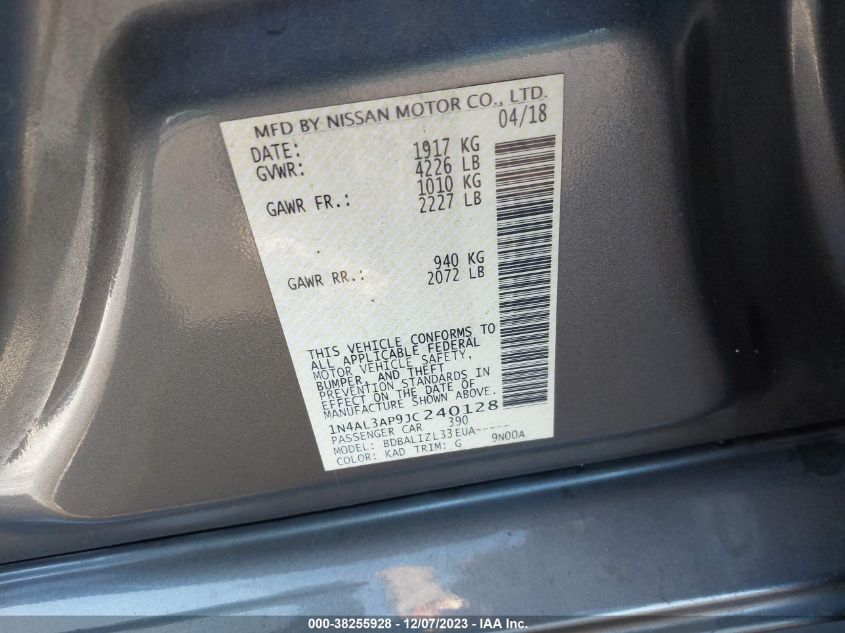 MFD BY NISSAN MOTOR CO., LTD.
DATE: 04/18
GVWR: 1917 KG
4226 LB
GAWR FR.: 1010 KG
2227 LB
GAWR RR.: 940 KG
2072 LB
THIS VEHICLE CONFORMS TO
ALL APPLICABLE FEDERAL
MOTOR VEHICLE SAFETY,
BUMPER, AND THEFT
PREVENTION STANDARDS IN
EFFECT ON THE DATE OF
MANUFACTURE SHOWN ABOVE.
1N4AL3AP9JC240128
PASSENGER CAR 390
MODEL: BDBALIZL33EUA-----
COLOR: KAD TRIM: G 9N00A
000-38255928 - 12/07/2023 - IAA Inc.